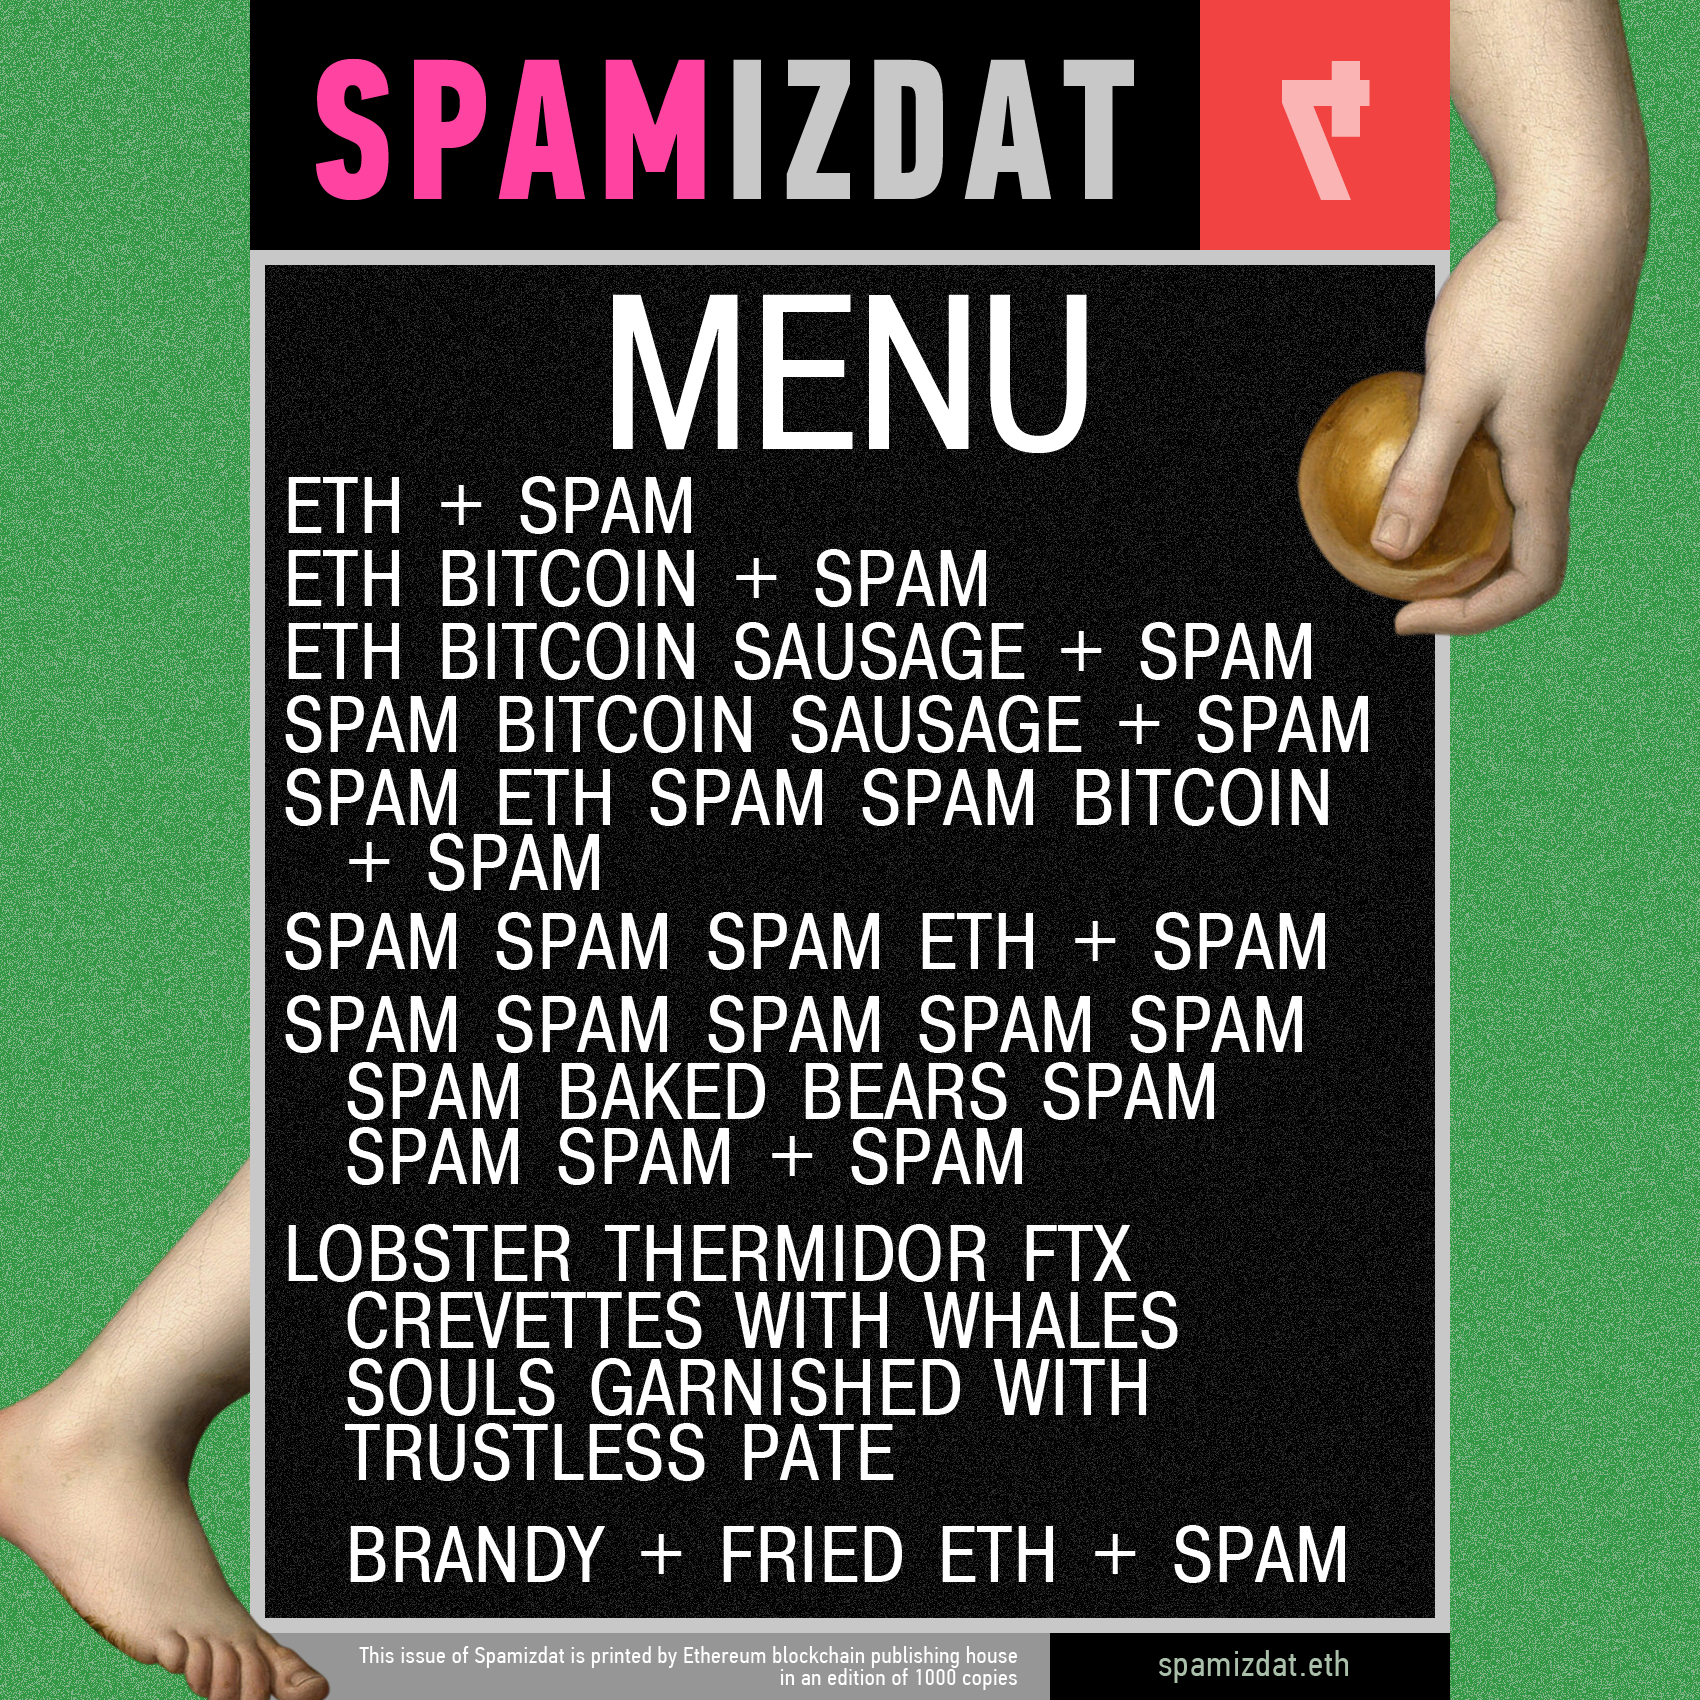 SPAMIZDAT 4
MENU
ETH + SPAM
ETH BITCOIN + SPAM
ETH BITCOIN SAUSAGE + SPAM
SPAM BITCOIN SAUSAGE + SPAM
SPAM ETH SPAM SPAM BITCOIN
+ SPAM
SPAM SPAM SPAM ETH + SPAM
SPAM SPAM SPAM SPAM SPAM
SPAM BAKED BEARS SPAM
SPAM SPAM + SPAM
LOBSTER THERMIDOR FTX
CREVETTES WITH WHALES
SOULS GARNISHED WITH
TRUSTLESS PATE
BRANDY + FRIED ETH + SPAM
This issue of Spamizdat is printed by Ethereum blockchain publishing house
in an edition of 1000 copies
spamizdat.eth